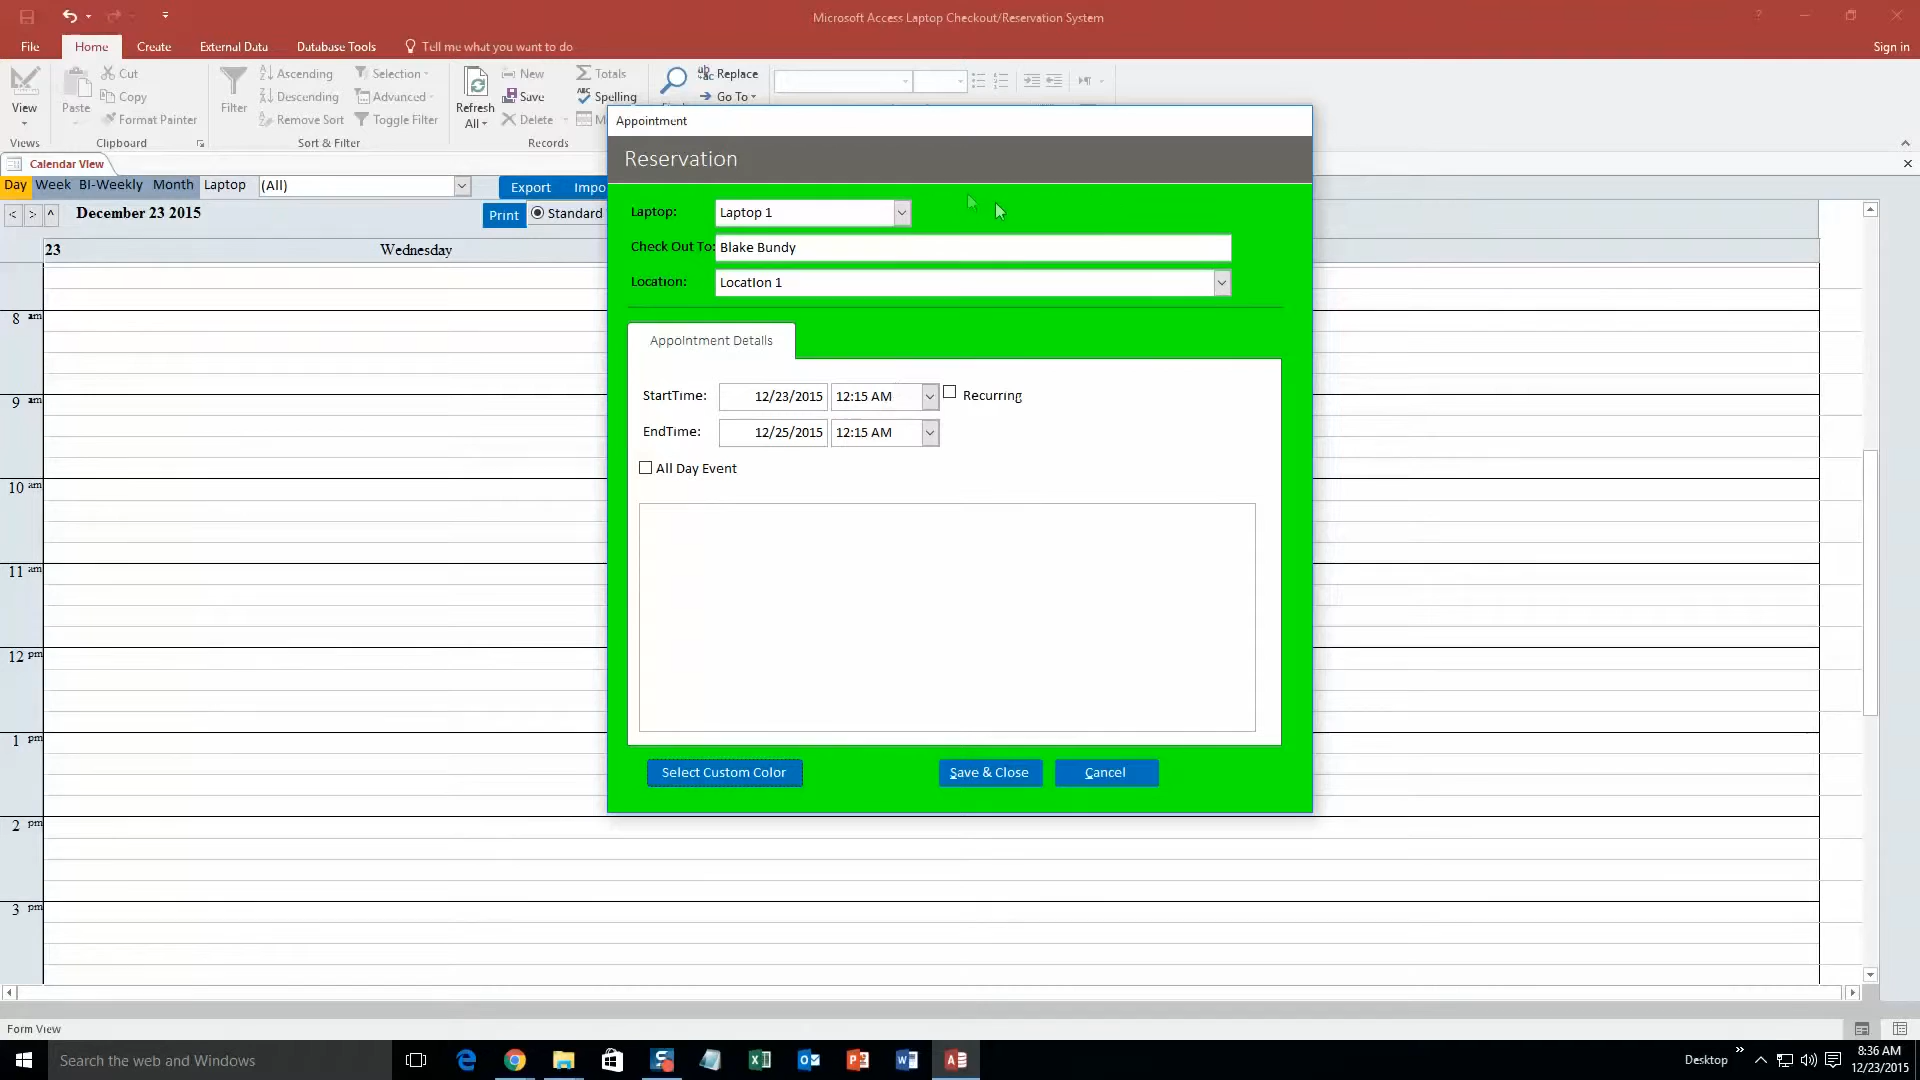 Microsoft Access Laptop Checkout/Reservation System
File Home Create External Data Database Tools Tell me what you want to do Sign in
View Paste Cut Copy Format Painter Filter Ascending Descending Remove Sort Selection Advanced Toggle Filter Refresh All New Save Delete Totals Spelling Replace Go To
Views Clipboard Sort & Filter Records
Calendar View
Day Week BI-Weekly Month Laptop (All) Export Impo
< > ^ December 23 2015 Print Standard
23 Wednesday
8 am
9 am
10 am
11 am
12 pm
1 pm
2 pm
3 pm
Appointment
Reservation
Laptop: Laptop 1
Check Out To: Blake Bundy
Location: Location 1
Appointment Details
StartTime: 12/23/2015 12:15 AM Recurring
EndTime: 12/25/2015 12:15 AM
All Day Event
Select Custom Color Save & Close Cancel
Form View
Search the web and Windows
Desktop
8:36 AM
12/23/2015